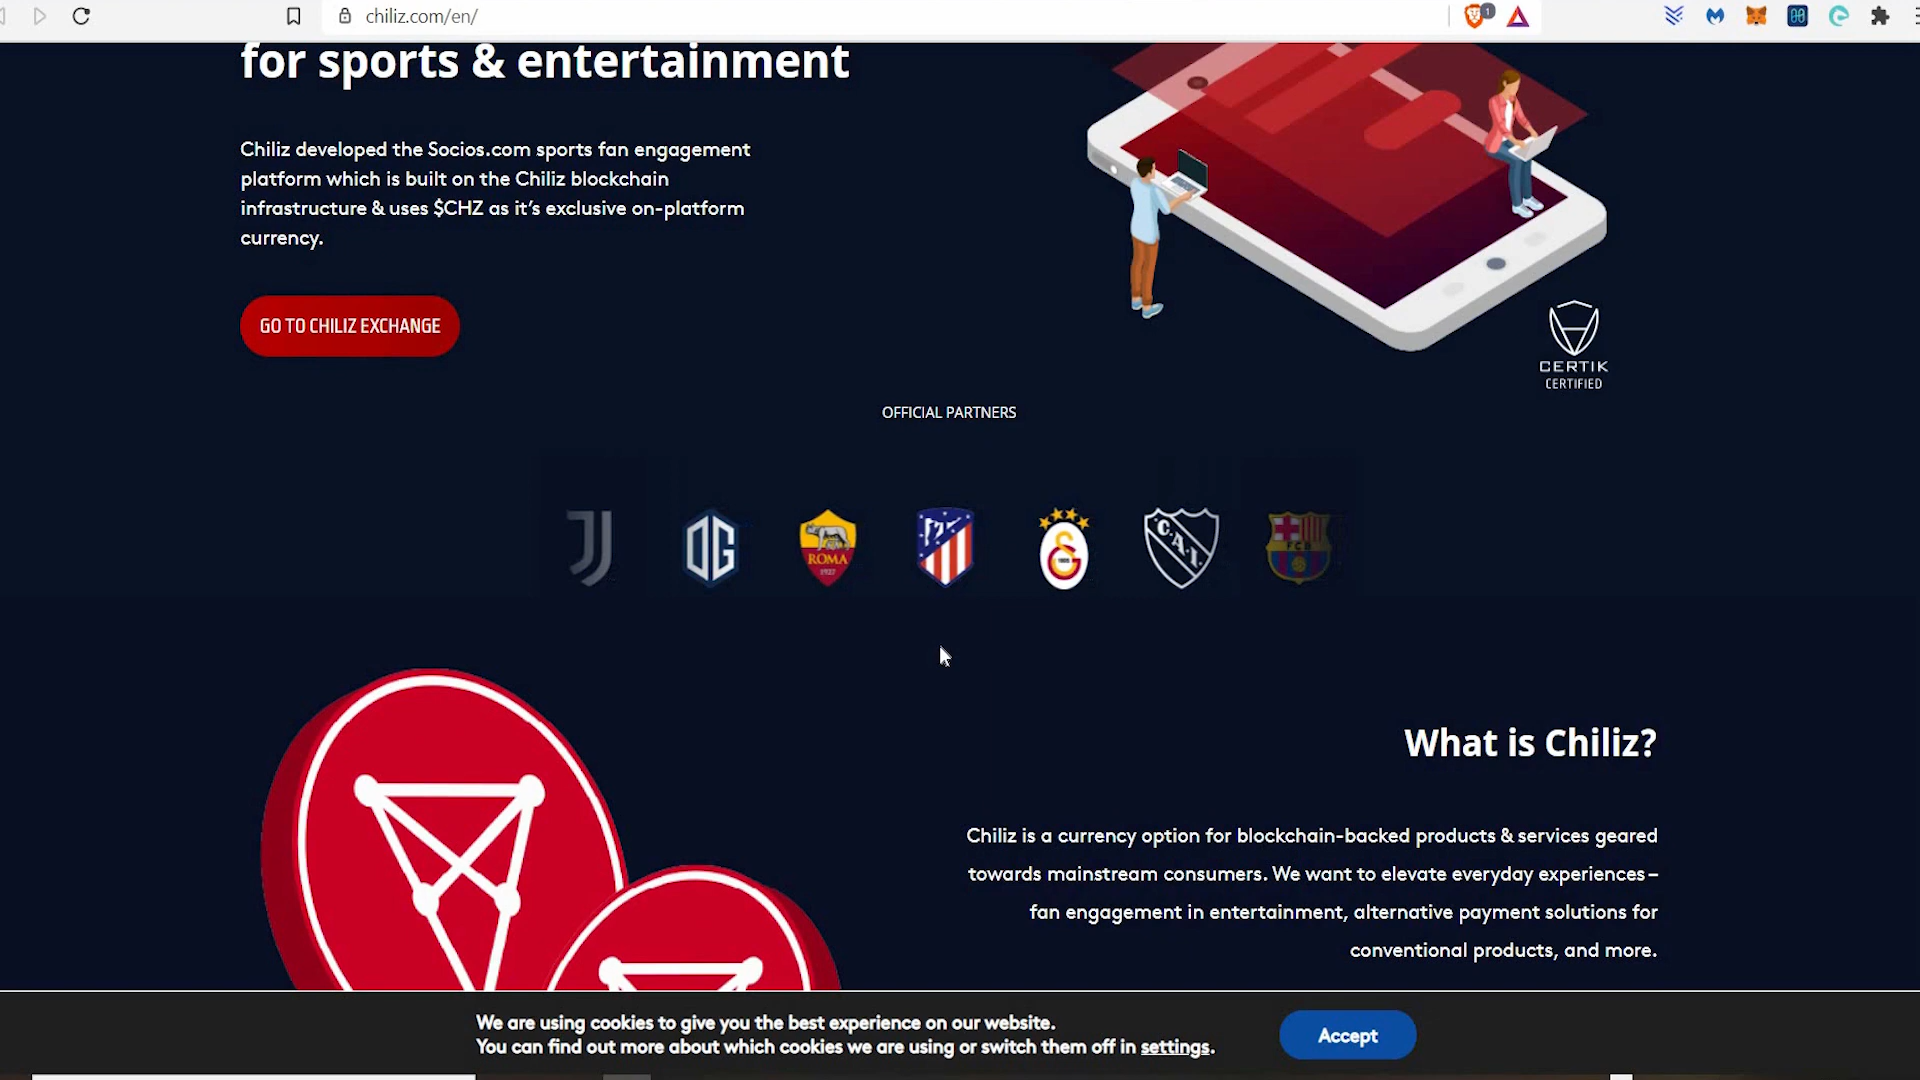 chiliz.com/en/
1
for sports & entertainment
Chiliz developed the Socios.com sports fan engagement
platform which is built on the Chiliz blockchain
infrastructure & uses $CHZ as it's exclusive on-platform
currency.
GO TO CHILIZ EXCHANGE
CERTIK
CERTIFIED
OFFICIAL PARTNERS
OG
ROMA
1927
C.A.I.
FCB
What is Chiliz?
Chiliz is a currency option for blockchain-backed products & services geared
towards mainstream consumers. We want to elevate everyday experiences –
fan engagement in entertainment, alternative payment solutions for
conventional products, and more.
We are using cookies to give you the best experience on our website.
You can find out more about which cookies we are using or switch them off in settings.
Accept